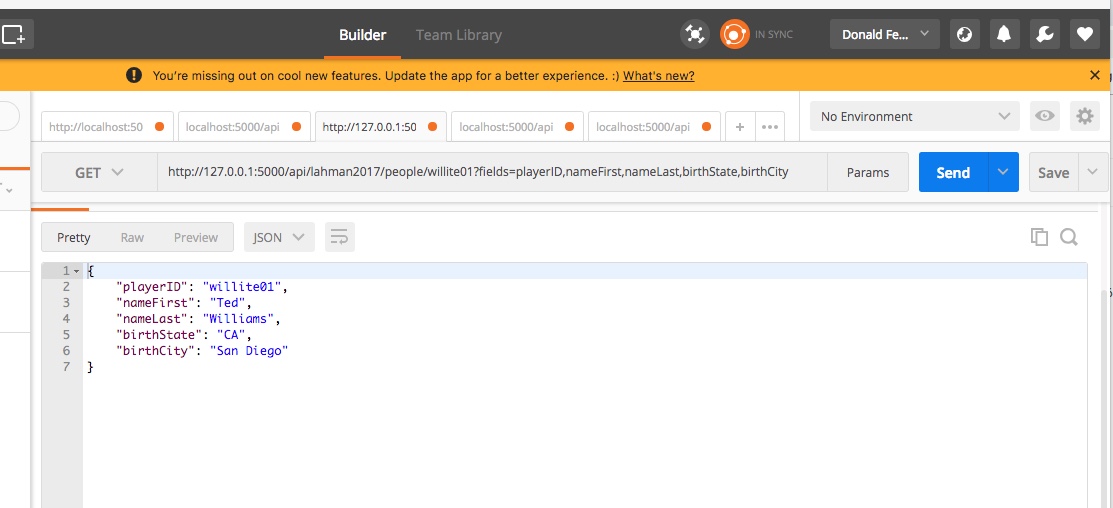 Builder Team Library IN SYNC Donald Fe...
You're missing out on cool new features. Update the app for a better experience. :) What's new?
http://localhost:50 localhost:5000/api http://127.0.0.1:50 localhost:5000/api localhost:5000/api + ••• No Environment
GET http://127.0.0.1:5000/api/lahman2017/people/willite01?fields=playerID,nameFirst,nameLast,birthState,birthCity Params Send Save
Pretty Raw Preview JSON
1 {
2 "playerID": "willite01",
3 "nameFirst": "Ted",
4 "nameLast": "Williams",
5 "birthState": "CA",
6 "birthCity": "San Diego"
7 }